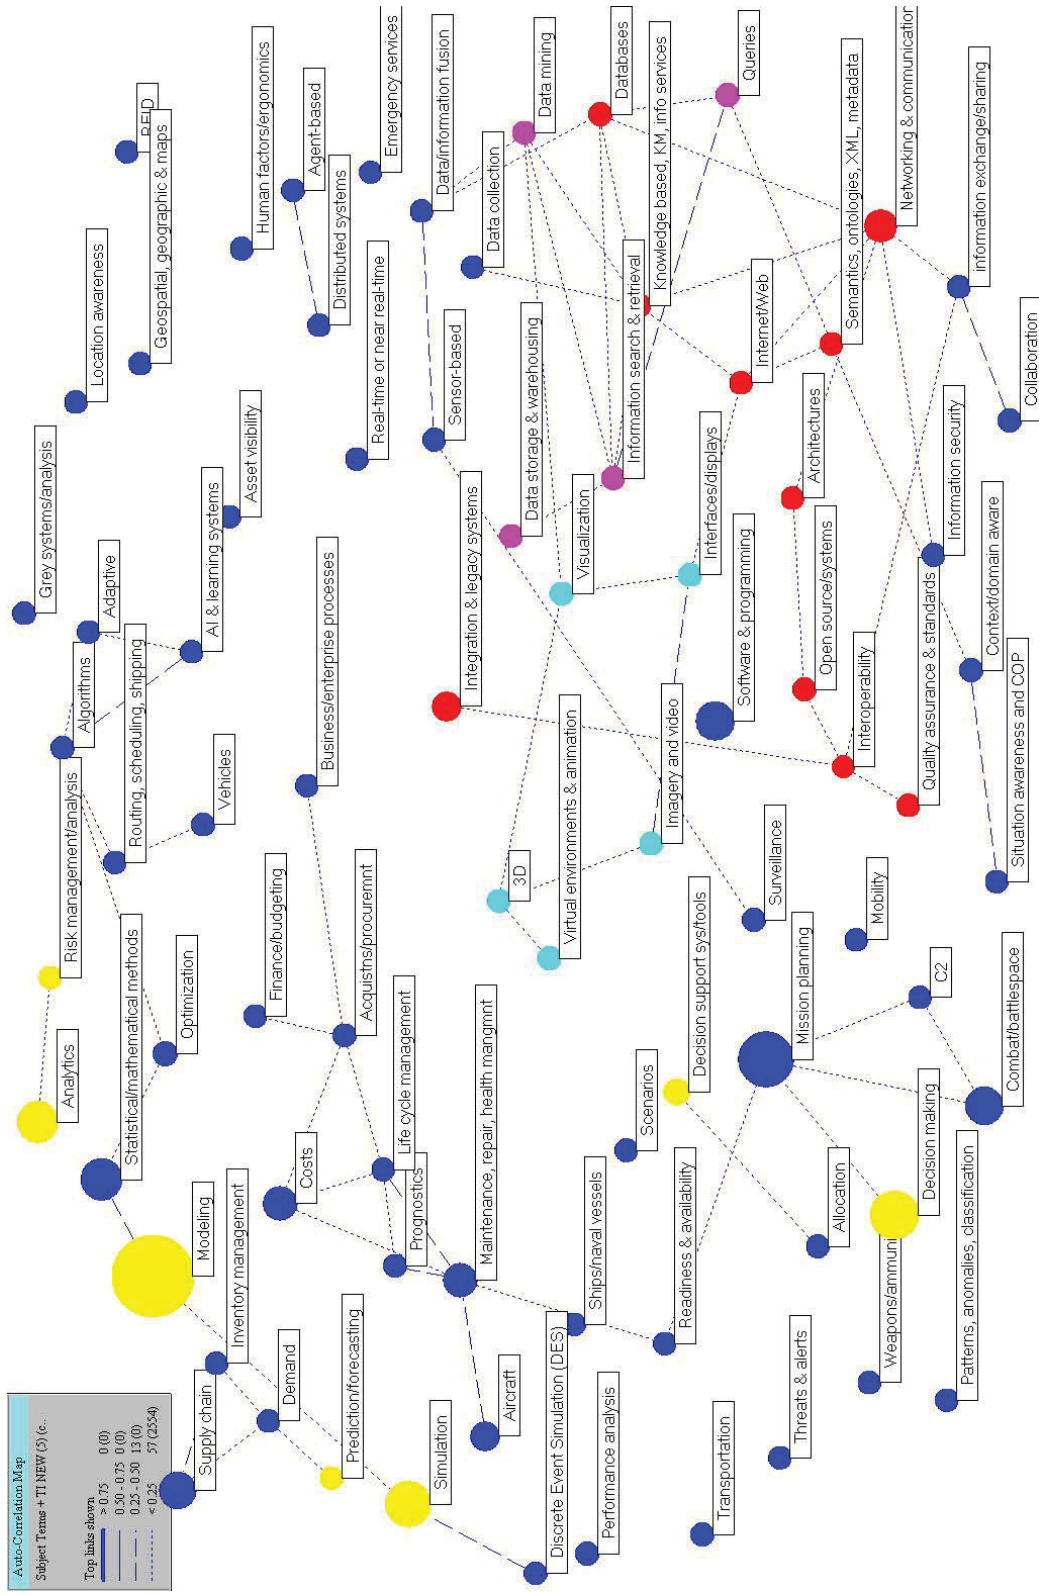 Auto-Correlation Map
Subject Terms + TI NEW (5) (c..
Top links shown
> 0.75 0 (0)
0.50 - 0.75 0 (0)
0.25 - 0.50 13 (0)
< 0.25 57 (2554)
Analytics
Risk management/analysis
Algorithms
Adaptive
Grey systems/analysis
Location awareness
RFID
Geospatial, geographic & maps
Statistical/mathematical methods
Optimization
Routing, scheduling, shipping
Vehicles
AI & learning systems
Asset visibility
Human factors/ergonomics
Agent-based
Distributed systems
Emergency services
Real-time or near real-time
Modeling
Supply chain
Inventory management
Demand
Prediction/forecasting
Simulation
Discrete Event Simulation (DES)
Performance analysis
Finance/budgeting
Business/enterprise processes
Acquistns/procuremnt
Costs
Life cycle management
Prognostics
Maintenance, repair, health mangmnt
Aircraft
Ships/naval vessels
Readiness & availability
Data/information fusion
Data collection
Sensor-based
Data mining
Databases
Queries
Knowledge based, KM, info services
Information search & retrieval
Data storage & warehousing
Integration & legacy systems
Visualization
Interfaces/displays
Internet/Web
Semantics, ontologies, XML, metadata
Networking & communication
information exchange/sharing
Collaboration
Information security
Architectures
Open source/systems
Interoperability
Quality assurance & standards
Context/domain aware
Situation awareness and COP
Software & programming
Imagery and video
3D
Virtual environments & animation
Surveillance
Mobility
Decision support sys/tools
Scenarios
Mission planning
C2
Combat/battlespace
Decision making
Allocation
Weapons/ammuni
Patterns, anomalies, classification
Threats & alerts
Transportation